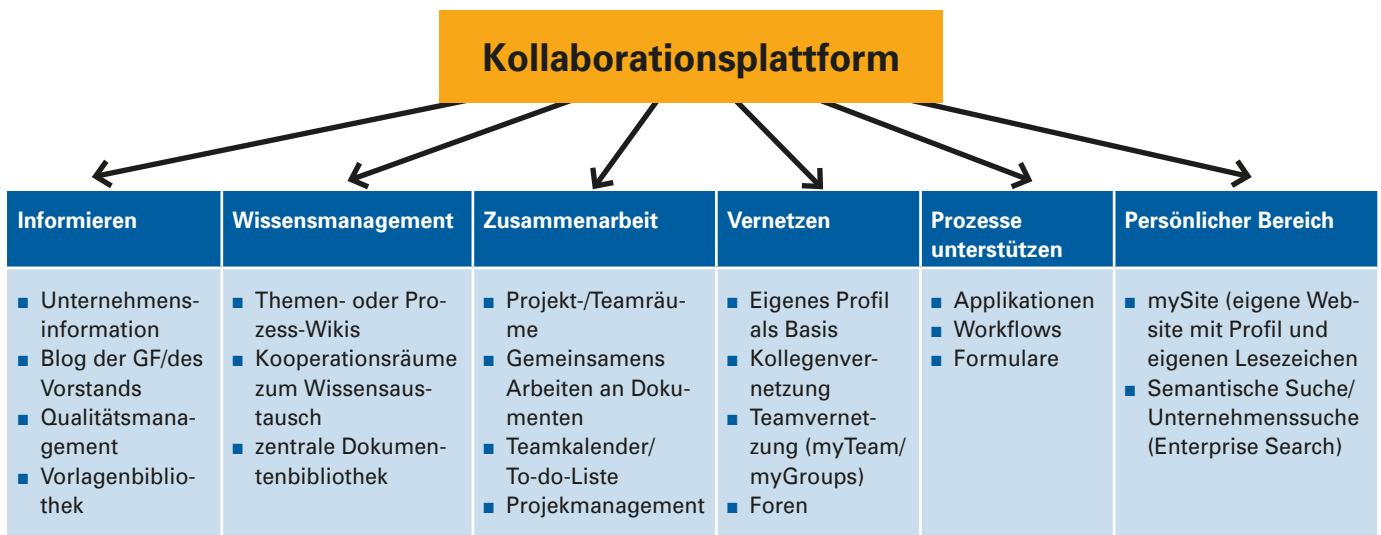 Kollaborationsplattform
Informieren
Unternehmens-
information
Blog der GF/des
Vorstands
Qualitätsmana-
gement
Vorlagenbiblio-
thek
Wissensmanagement
Themen- oder Pro-
zess-Wikis
Kooperationsräume
zum Wissensaus-
tausch
zentrale Dokumen-
tenbibliothek
Zusammenarbeit
Projekt-/Teamräu-
me
Gemeinsamens
Arbeiten an Doku-
menten
Teamkalender/
To-do-Liste
Projekmanagement
Vernetzen
Eigenes Profil
als Basis
Kollegenver-
netzung
Teamvernet-
zung (myTeam/
myGroups)
Foren
Prozesse
unterstützen
Applikationen
Workflows
Formulare
Persönlicher Bereich
mySite (eigene Web-
site mit Profil und
eigenen Lesezeichen
Semantische Suche/
Unternehmenssuche
(Enterprise Search)